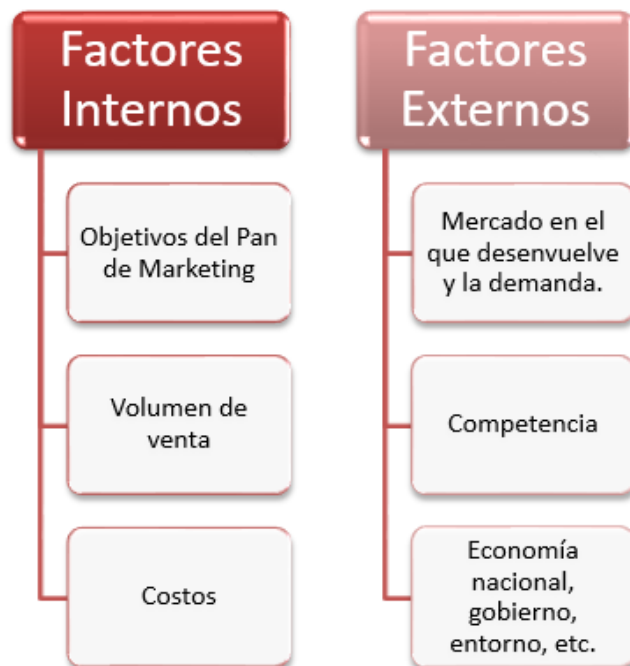 Factores
Internos
Objetivos del Pan
de Marketing
Volumen de
venta
Costos
Factores
Externos
Mercado en el
que desenvuelve
y la demanda.
Competencia
Economía
nacional,
gobierno,
entorno, etc.